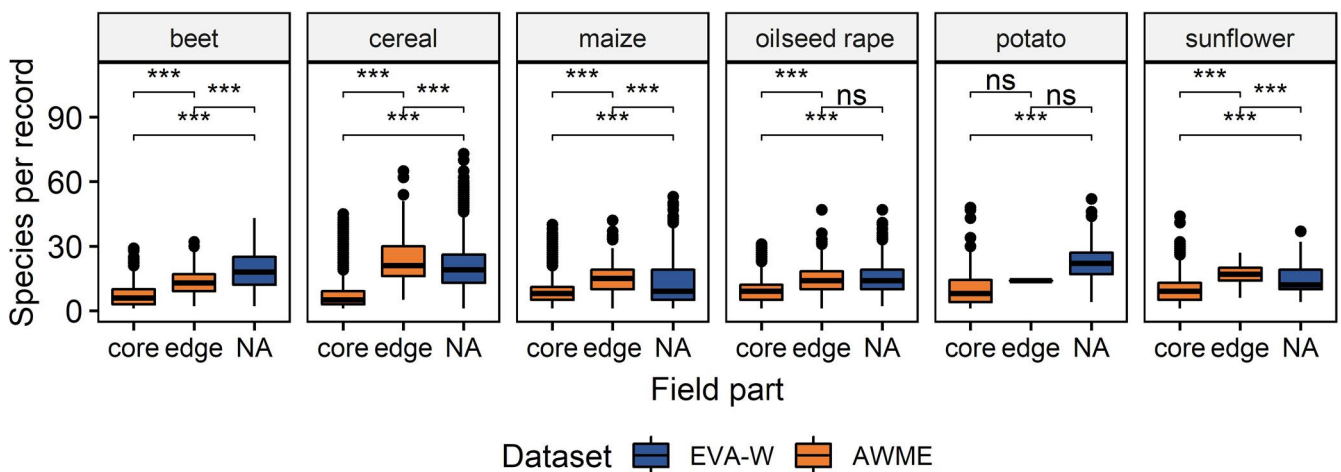 beet cereal maize oilseed rape potato sunflower
*** *** *** *** ns ***
*** *** *** ns ns ***
*** *** *** *** *** ***
Species per record
90
60
30
0
core edge NA core edge NA core edge NA core edge NA core edge NA core edge NA
Field part
Dataset EVA-W AWME